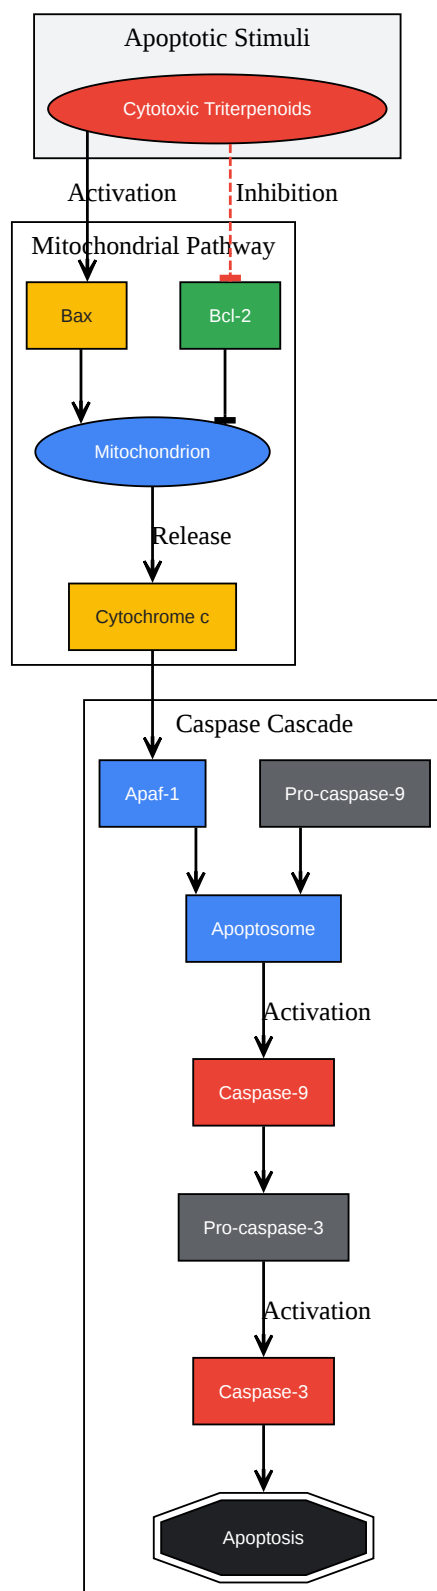 Apoptotic Stimuli
Cytotoxic Triterpenoids
Activation
Inhibition
Mitochondrial Pathway
Bax
Bcl-2
Mitochondrion
Release
Cytochrome c
Caspase Cascade
Apaf-1
Pro-caspase-9
Apoptosome
Activation
Caspase-9
Pro-caspase-3
Activation
Caspase-3
Apoptosis